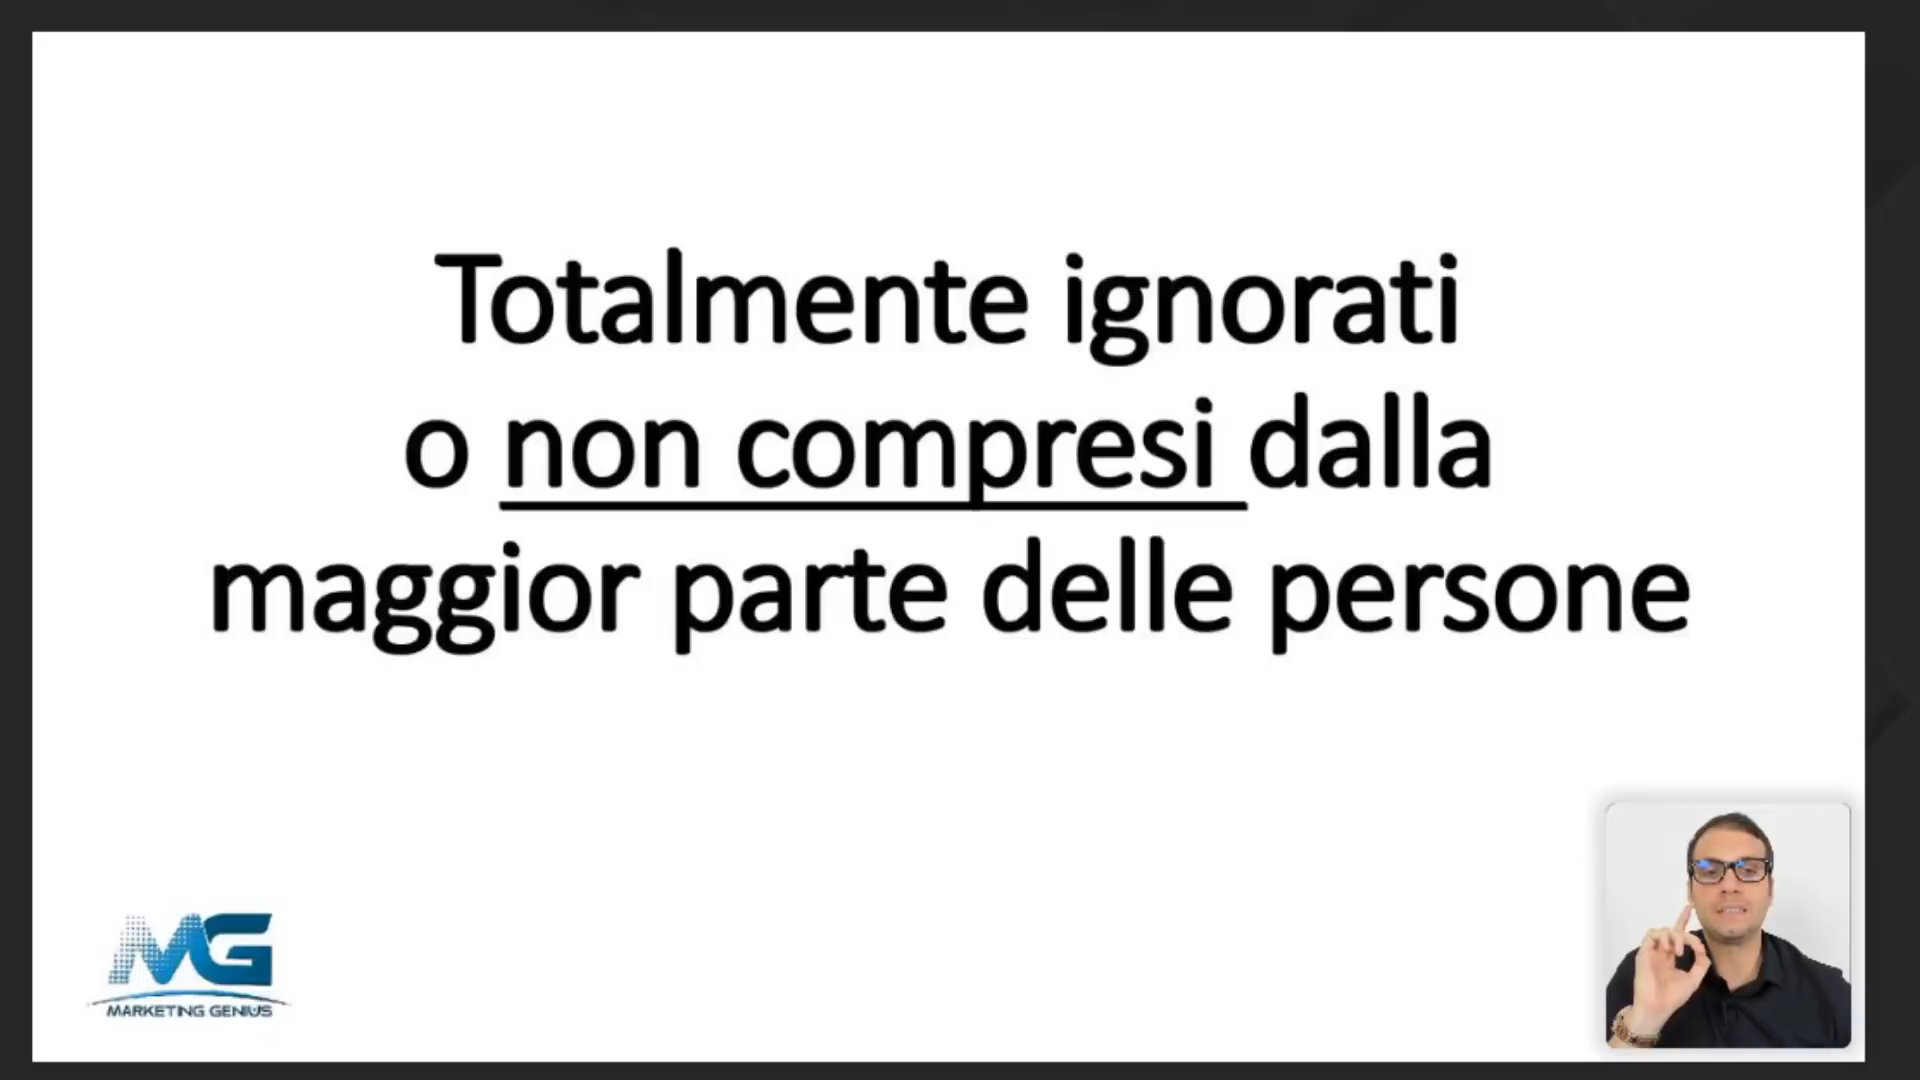 Totalmente ignorati
o non compresi dalla
maggior parte delle persone
MG
MARKETING GENIUS